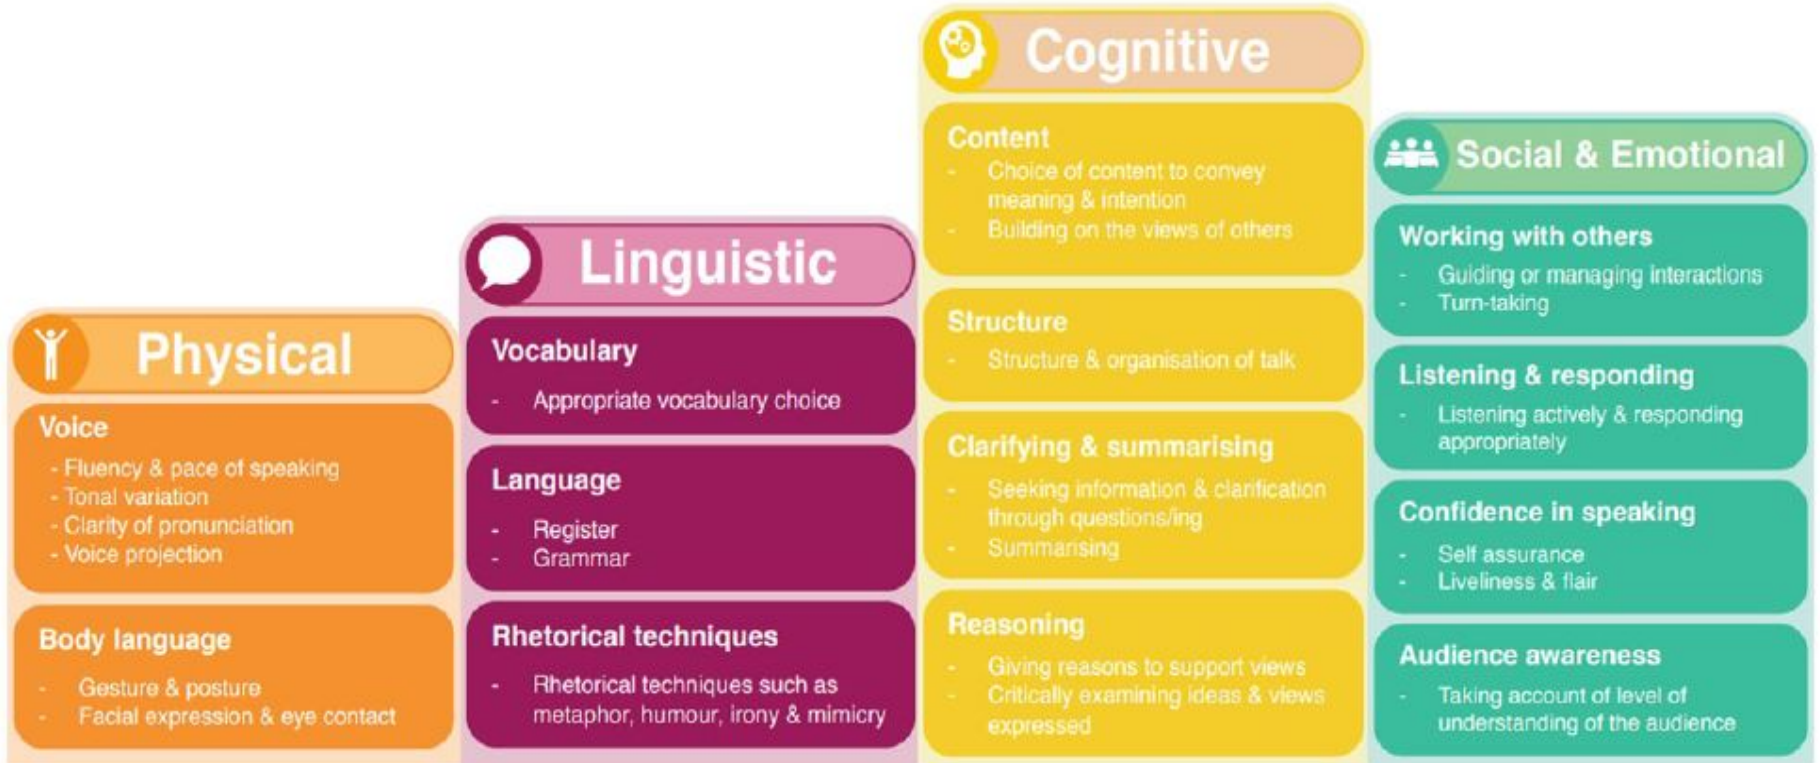 Physical
Voice
- Fluency & pace of speaking
- Tonal variation
- Clarity of pronunciation
- Voice projection
Body language
- Gesture & posture
- Facial expression & eye contact
Linguistic
Vocabulary
- Appropriate vocabulary choice
Language
- Register
- Grammar
Rhetorical techniques
- Rhetorical techniques such as
metaphor, humour, irony & mimicry
Cognitive
Content
- Choice of content to convey
meaning & intention
- Building on the views of others
Structure
- Structure & organisation of talk
Clarifying & summarising
- Seeking information & clarification
through questions/ing
- Summarising
Reasoning
- Giving reasons to support views
- Critically examining ideas & views
expressed
Social & Emotional
Working with others
- Guiding or managing interactions
- Turn-taking
Listening & responding
- Listening actively & responding
appropriately
Confidence in speaking
- Self assurance
- Liveliness & flair
Audience awareness
- Taking account of level of
understanding of the audience